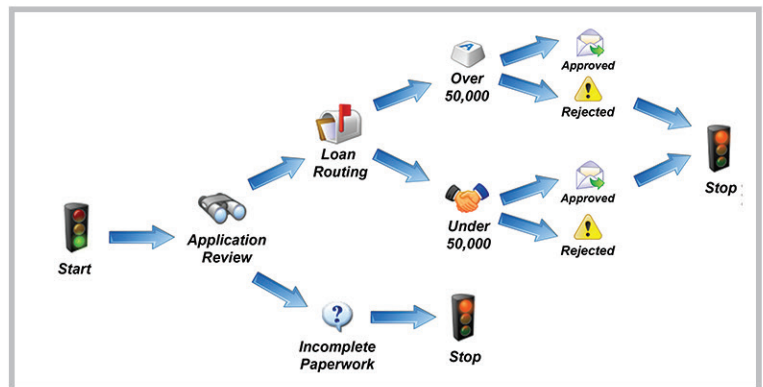 Over
50,000
Approved
Rejected
Loan
Routing
Stop
Approved
Under
50,000
Rejected
Application
Review
Start
Incomplete
Paperwork
Stop